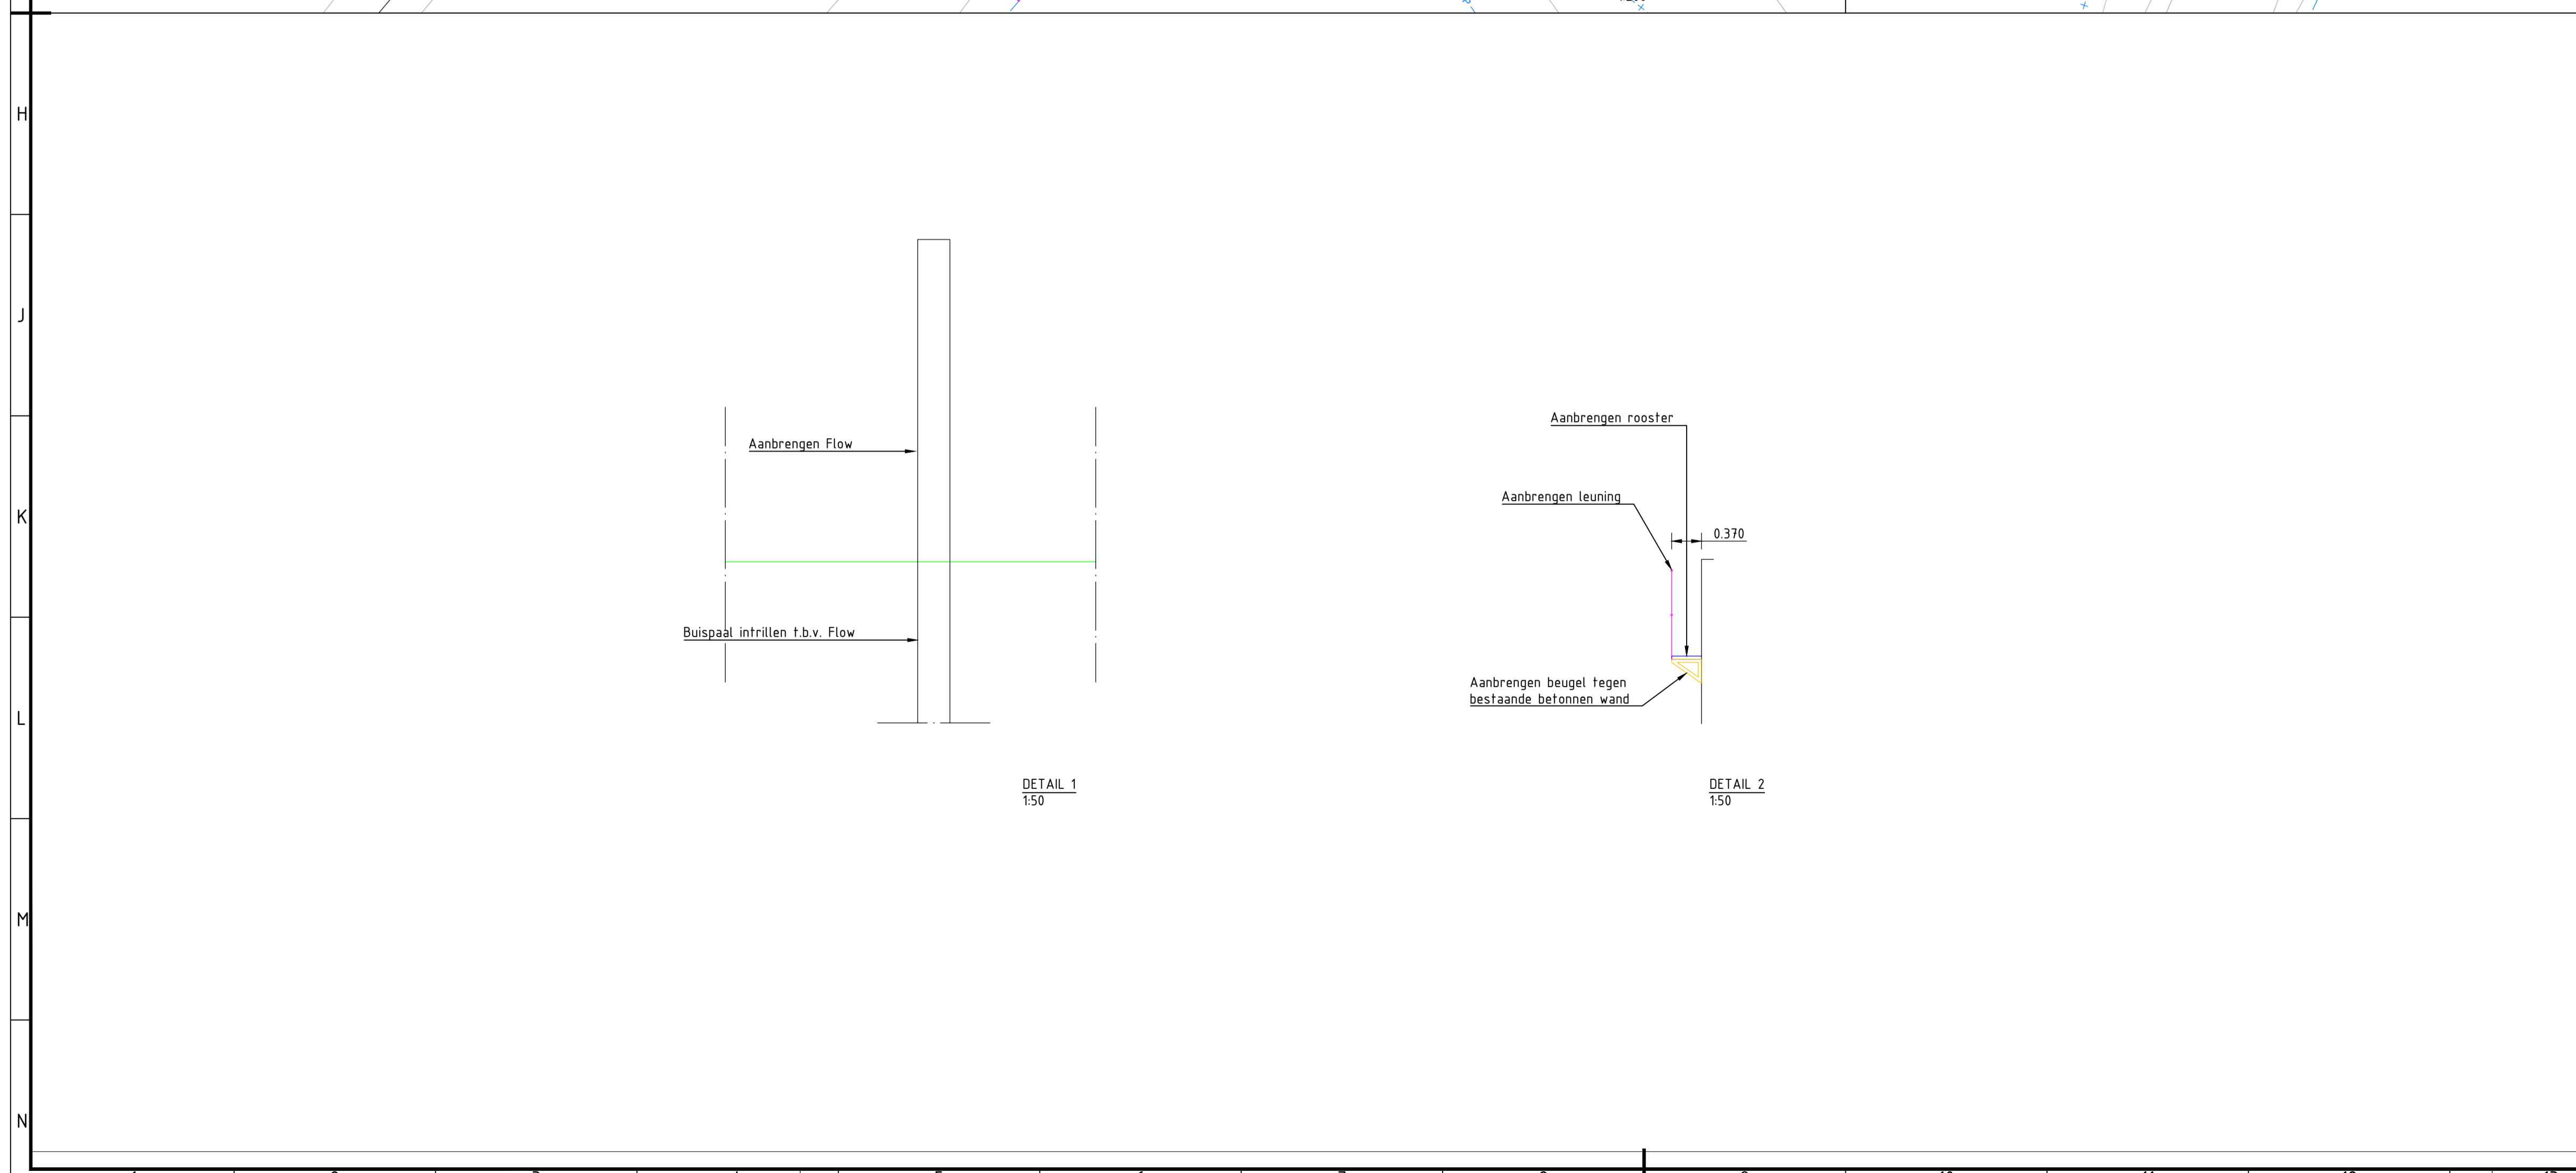 H
J
K
L
M
N
Aanbrengen Flow
Buispaal intrillen t.b.v. Flow
DETAIL 1
1:50
Aanbrengen rooster
Aanbrengen leuning
0.370
Aanbrengen beugel tegen
bestaande betonnen wand
DETAIL 2
1:50